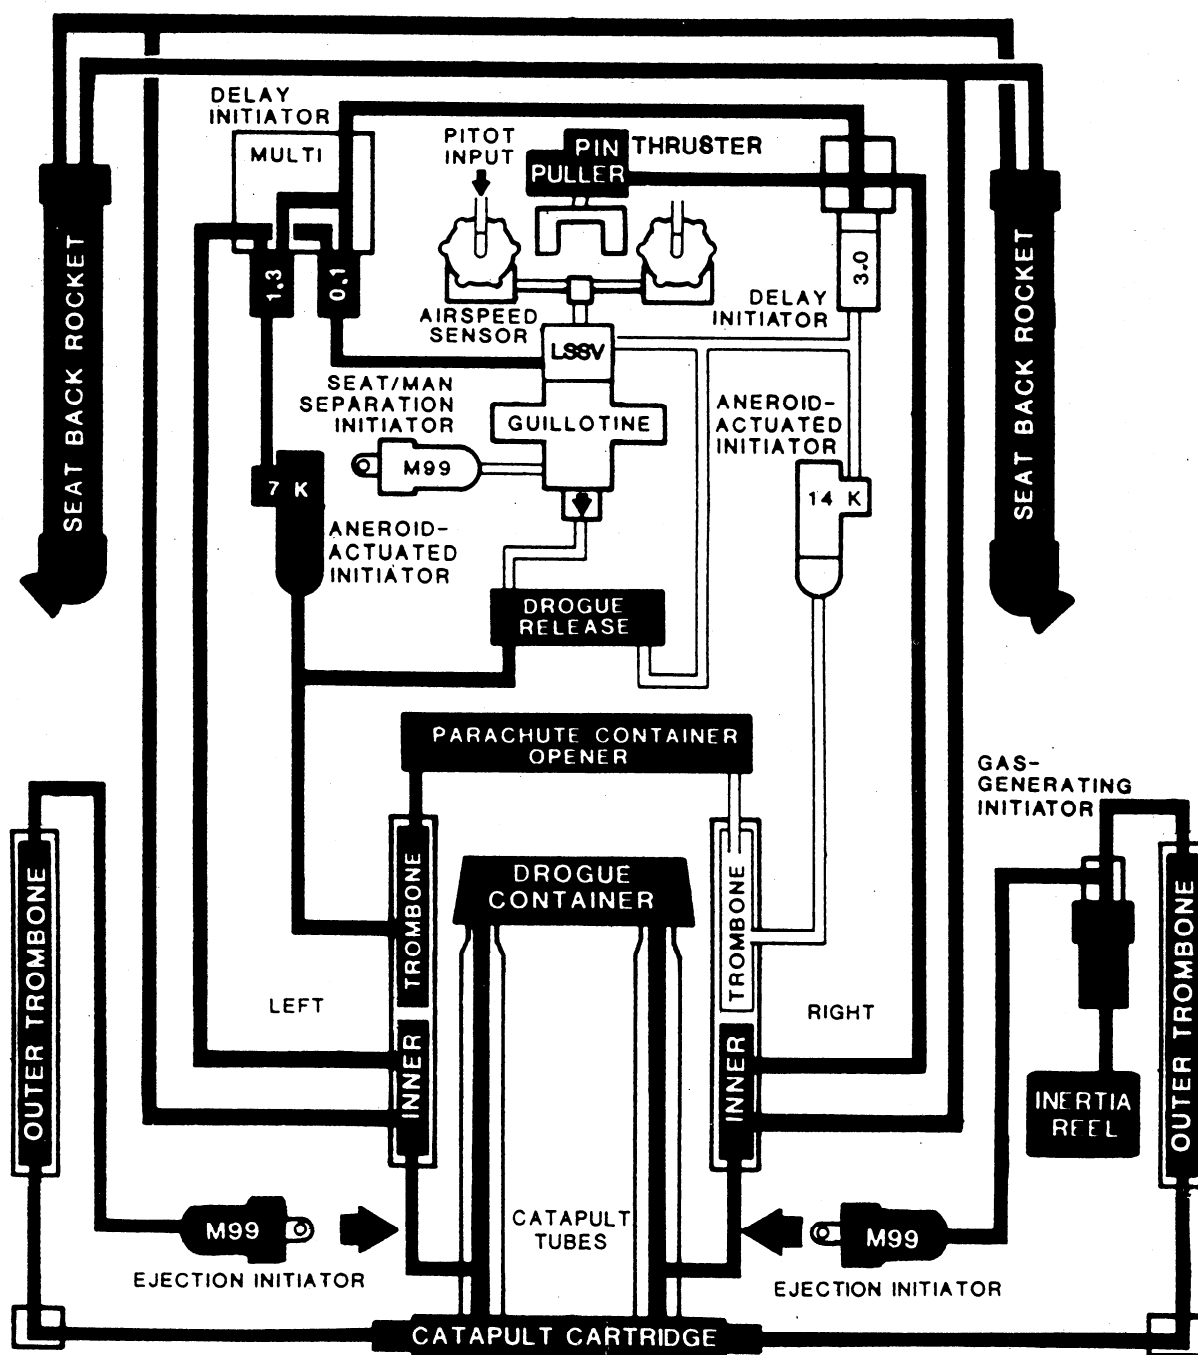 DELAY
INITIATOR
MULTI
PITOT
INPUT
PIN
PULLER
THRUSTER
1.3
0.1
3.0
AIRSPEED
SENSOR
DELAY
INITIATOR
LSSV
SEAT BACK ROCKET
SEAT BACK ROCKET
SEAT/MAN
SEPARATION
INITIATOR
M99
GUILLOTINE
ANEROID-
ACTUATED
INITIATOR
7 K
14 K
ANEROID-
ACTUATED
INITIATOR
DROGUE
RELEASE
PARACHUTE CONTAINER
OPENER
GAS-
GENERATING
INITIATOR
OUTER TROMBONE
TROMBONE
INNER
DROGUE
CONTAINER
TROMBONE
INNER
LEFT
RIGHT
INERTIA
REEL
OUTER TROMBONE
M99
EJECTION INITIATOR
CATAPULT
TUBES
M99
EJECTION INITIATOR
CATAPULT CARTRIDGE